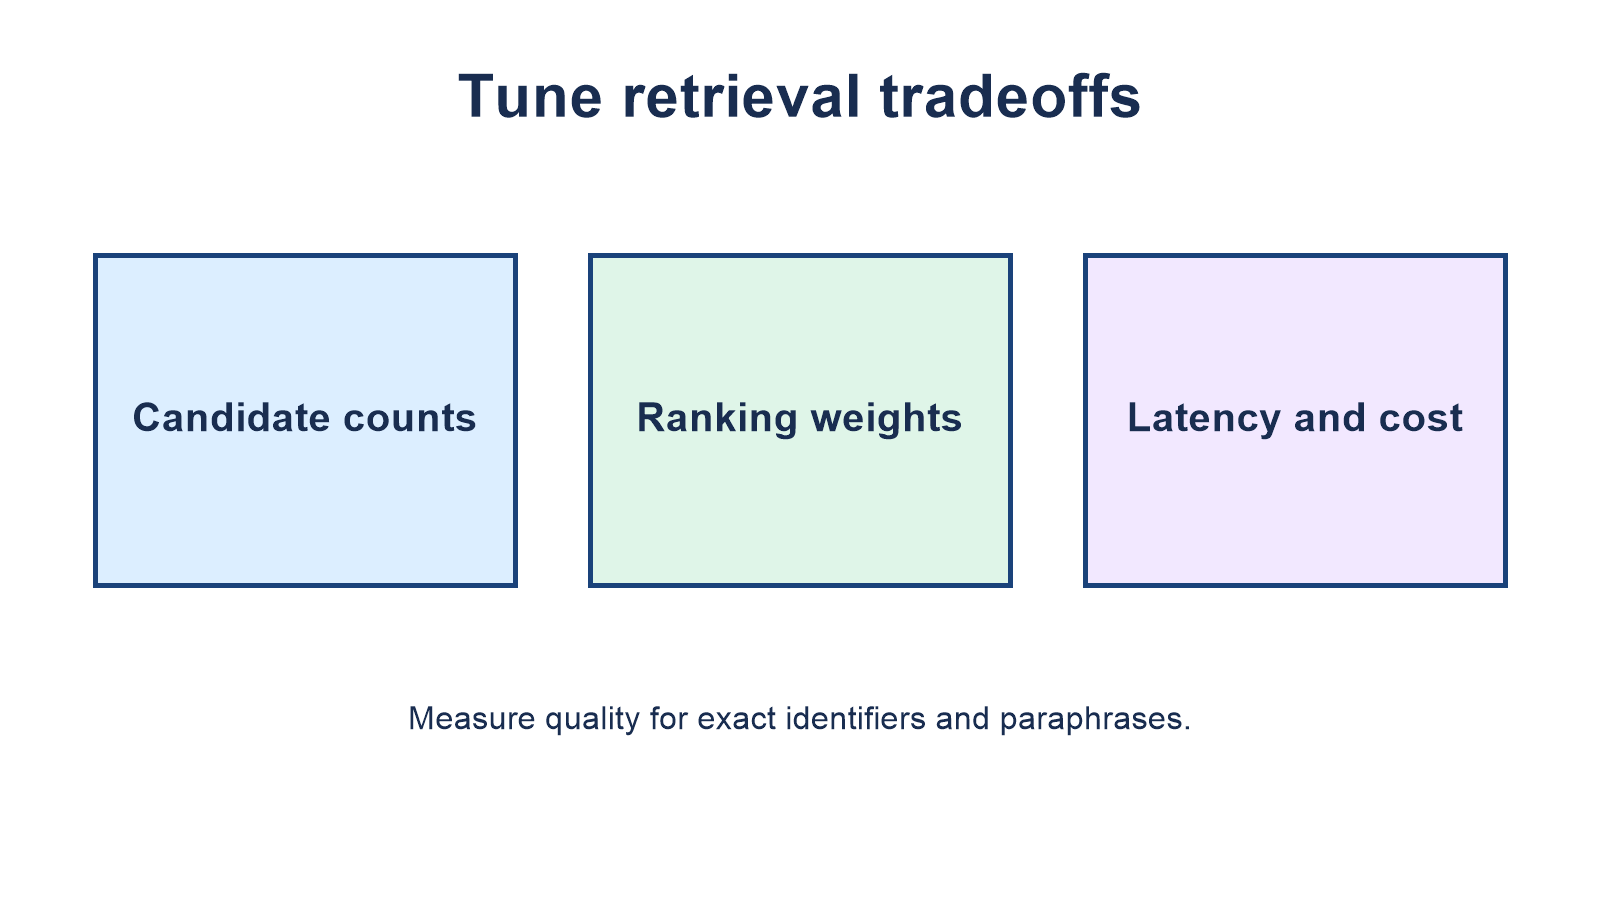 Tune retrieval tradeoffs
Candidate counts
Ranking weights
Latency and cost
Measure quality for exact identifiers and paraphrases.